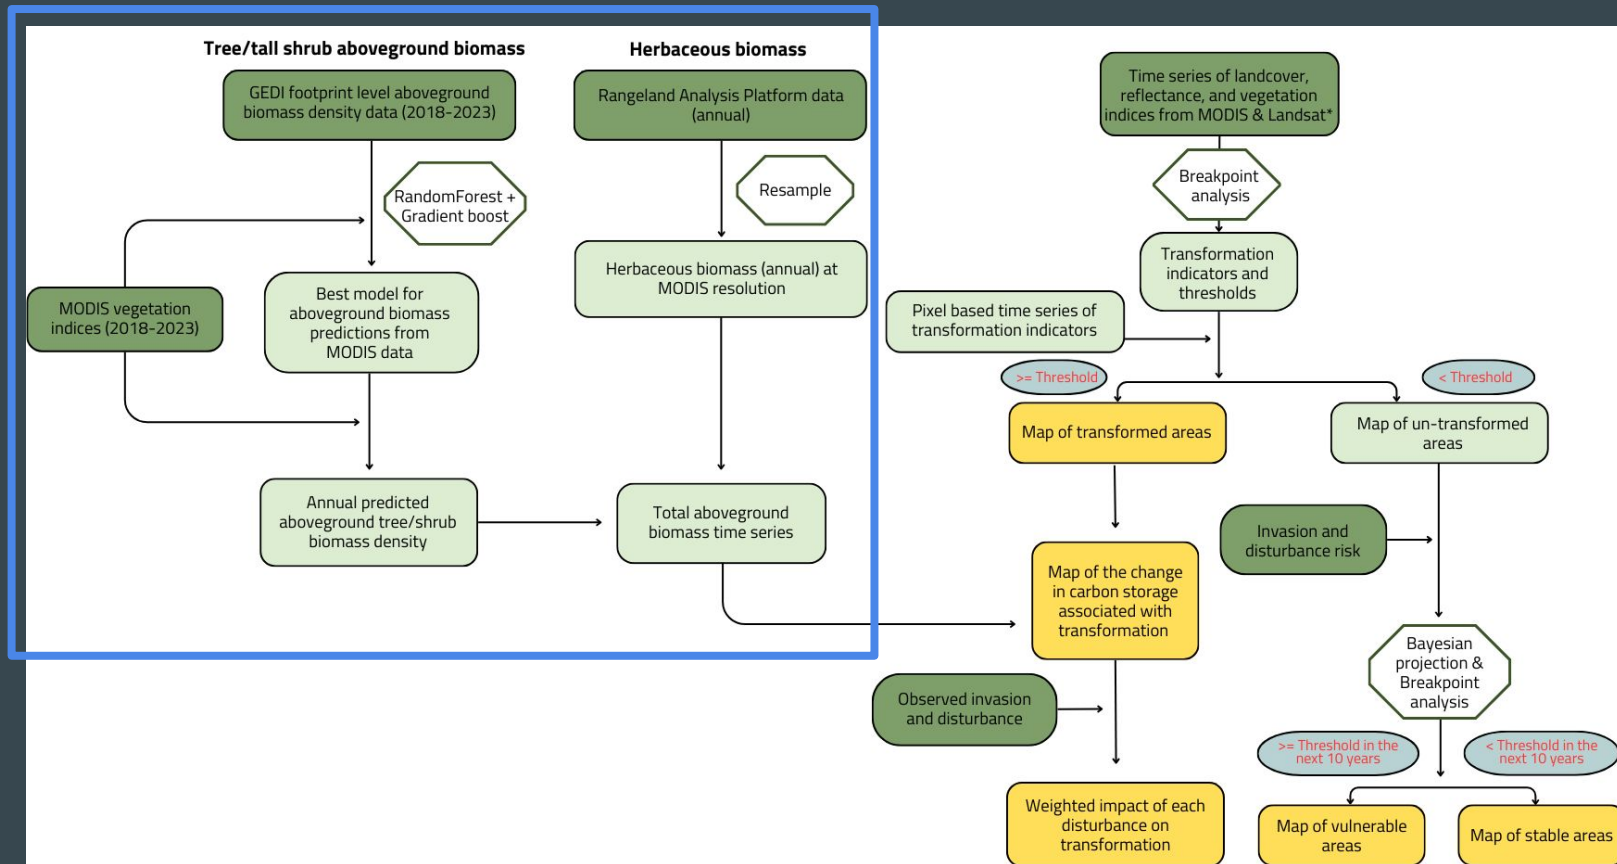 Tree/tall shrub aboveground biomass
GEDI footprint level aboveground
biomass density data (2018-2023)
RandomForest +
Gradient boost
MODIS vegetation
indices (2018-2023)
Best model for
aboveground biomass
predictions from
MODIS data
Annual predicted
aboveground tree/shrub
biomass density
Herbaceous biomass
Rangeland Analysis Platform data
(annual)
Resample
Herbaceous biomass (annual) at
MODIS resolution
Total aboveground
biomass time series
Time series of landcover,
reflectance, and vegetation
indices from MODIS & Landsat*
Breakpoint
analysis
Transformation
indicators and
thresholds
Pixel based time series of
transformation indicators
>= Threshold
< Threshold
Map of transformed areas
Map of un-transformed
areas
Invasion and
disturbance risk
Map of the change
in carbon storage
associated with
transformation
Bayesian
projection &
Breakpoint
analysis
Observed invasion
and disturbance
>= Threshold in the
next 10 years
< Threshold in the
next 10 years
Weighted impact of each
disturbance on
transformation
Map of vulnerable
areas
Map of stable areas